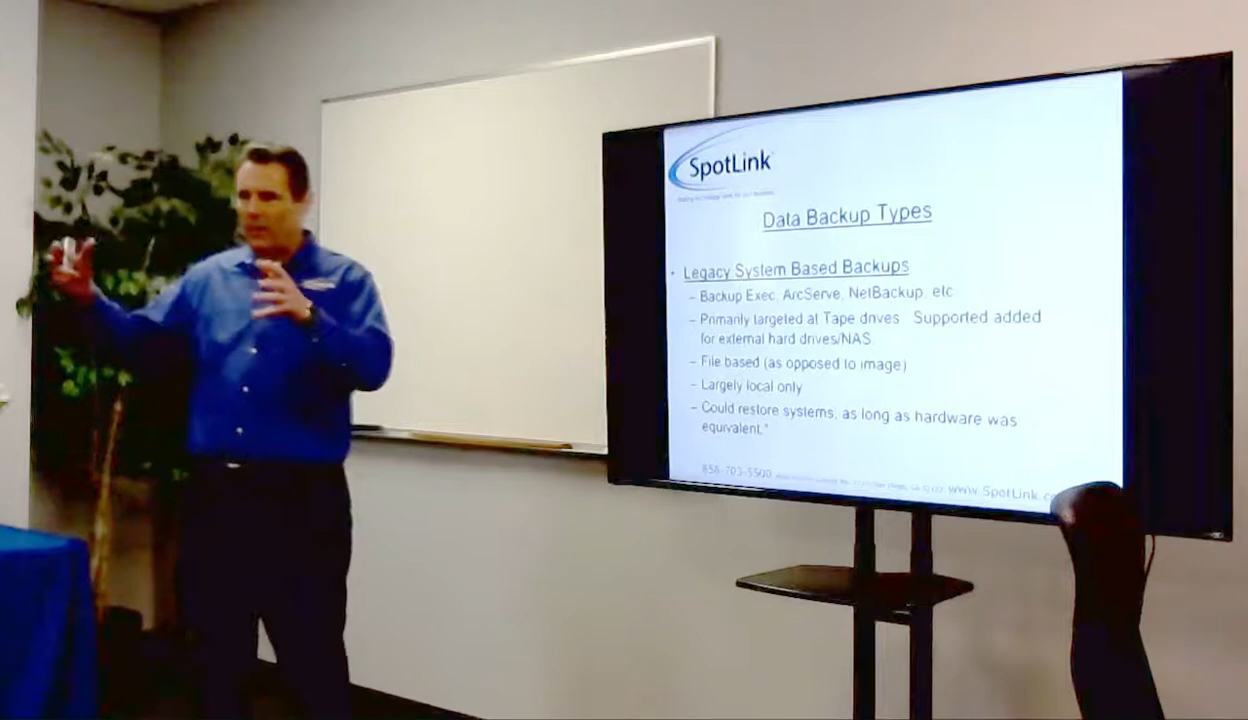 SpotLink
Data Backup Types
• Legacy System Based Backups
– Backup Exec, ArcServe, NetBackup, etc
– Primarily targeted at Tape drives Supported added
for external hard drives/NAS.
– File based (as opposed to image)
– Largely local only
– Could restore systems, as long as hardware was
equivalent."
858-703-5500 www.SpotLink.c